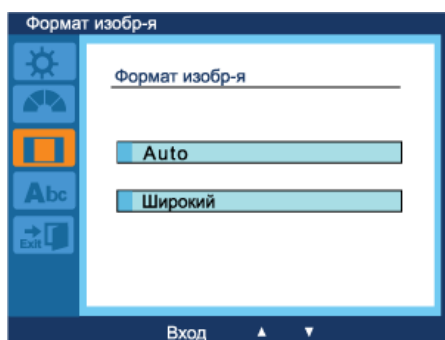 Формат изобр-я
Формат изобр-я
Auto
Широкий
Abc
Exit
Вход ▲ ▼